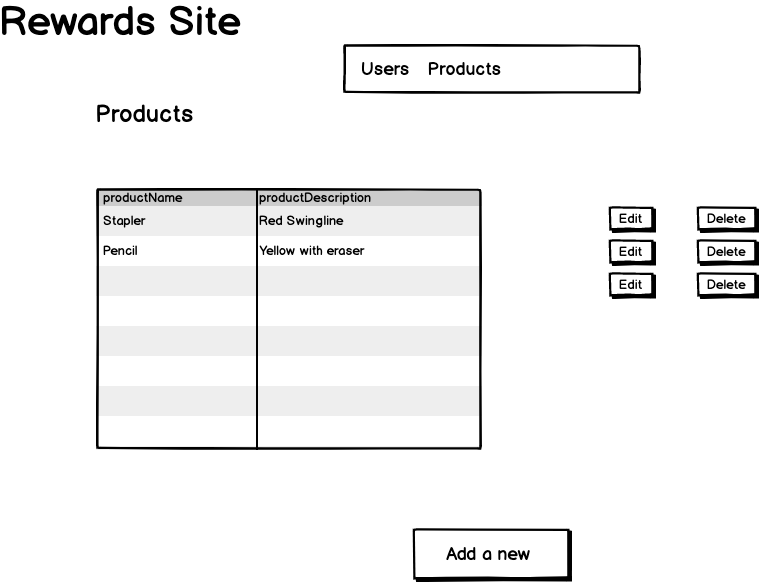 Rewards Site
Users Products
Products
productName productDescription
Stapler Red Swingline Edit Delete
Pencil Yellow with eraser Edit Delete
Edit Delete
Add a new